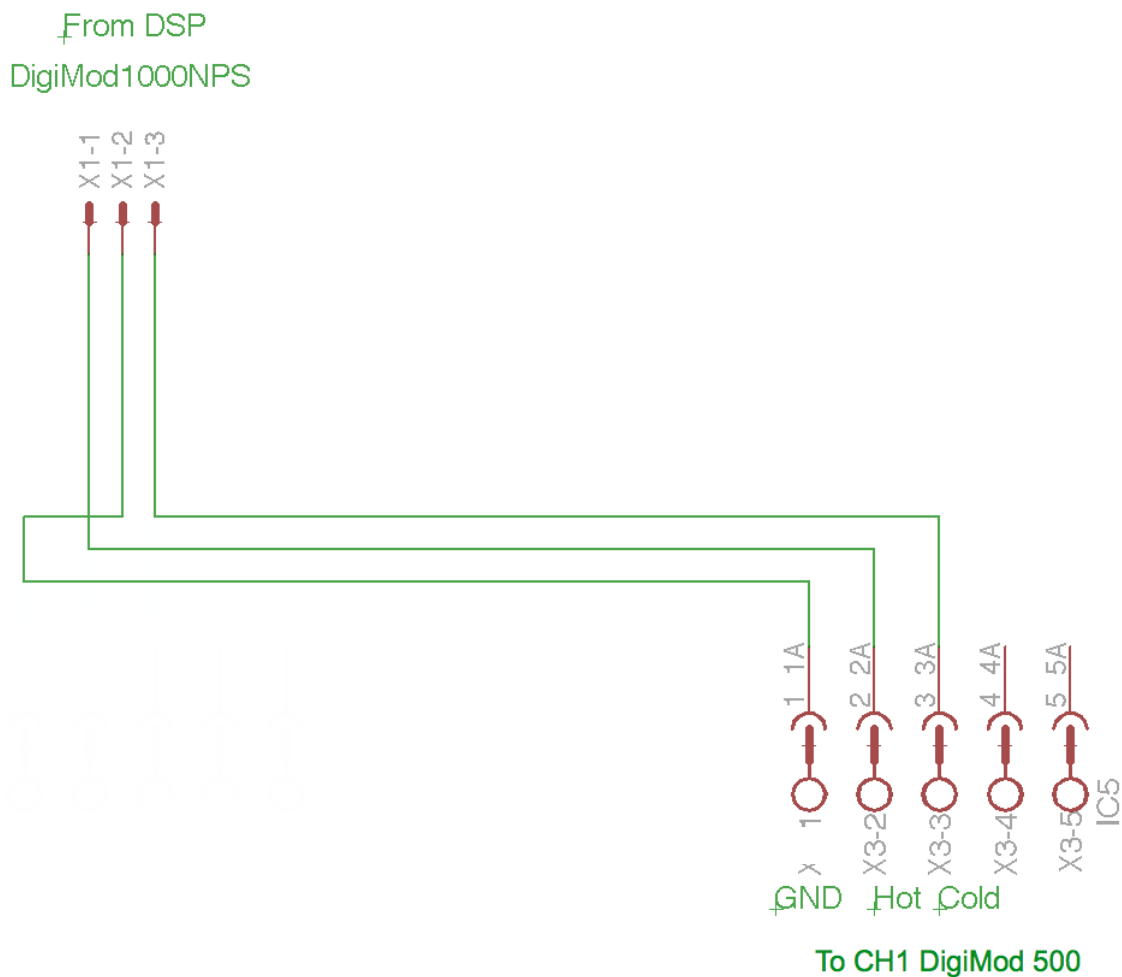 From DSP
DigiMod1000NPS
X1-1
X1-2
X1-3
1 1A
2 2A
3 3A
4 4A
5 5A
X 1
X3-2
X3-3
X3-4
X3-5
IC5
GND Hot Cold
To CH1 DigiMod 500